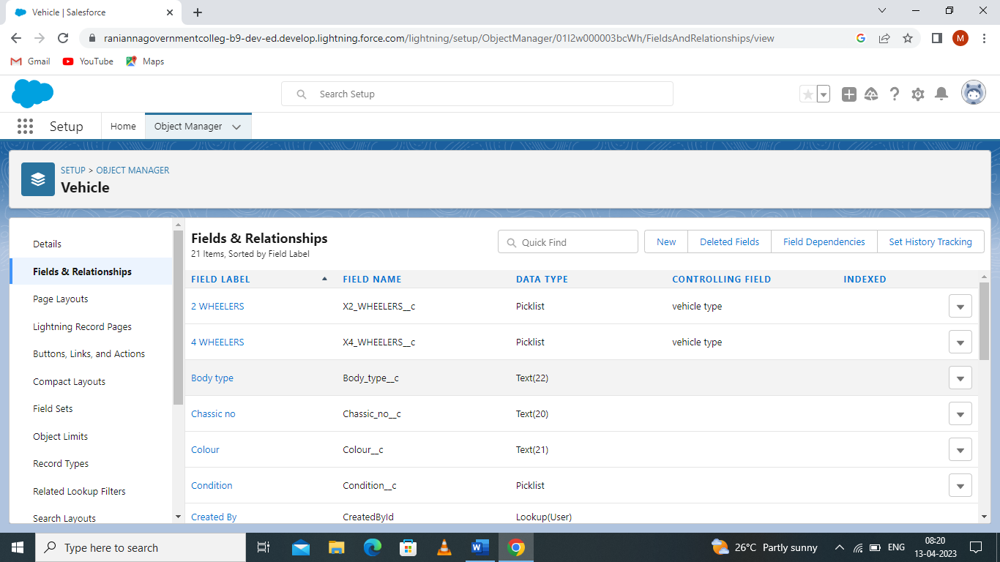 Vehicle | Salesforce
raniannagovernmentcolleg-b9-dev-ed.develop.lightning.force.com/lightning/setup/ObjectManager/01I2w000003bcWh/FieldsAndRelationships/view
M
Gmail YouTube Maps
Search Setup
Setup Home Object Manager
SETUP > OBJECT MANAGER
Vehicle
Details
Fields & Relationships
Page Layouts
Lightning Record Pages
Buttons, Links, and Actions
Compact Layouts
Field Sets
Object Limits
Record Types
Related Lookup Filters
Search Layouts
Fields & Relationships
21 Items, Sorted by Field Label
Quick Find
New Deleted Fields Field Dependencies Set History Tracking
FIELD LABEL FIELD NAME DATA TYPE CONTROLLING FIELD INDEXED
2 WHEELERS X2_WHEELERS__c Picklist vehicle type
4 WHEELERS X4_WHEELERS__c Picklist vehicle type
Body type Body_type__c Text(22)
Chassic no Chassic_no__c Text(20)
Colour Colour__c Text(21)
Condition Condition__c Picklist
Created By CreatedById Lookup(User)
Type here to search
26°C Partly sunny
ENG
08:20
13-04-2023